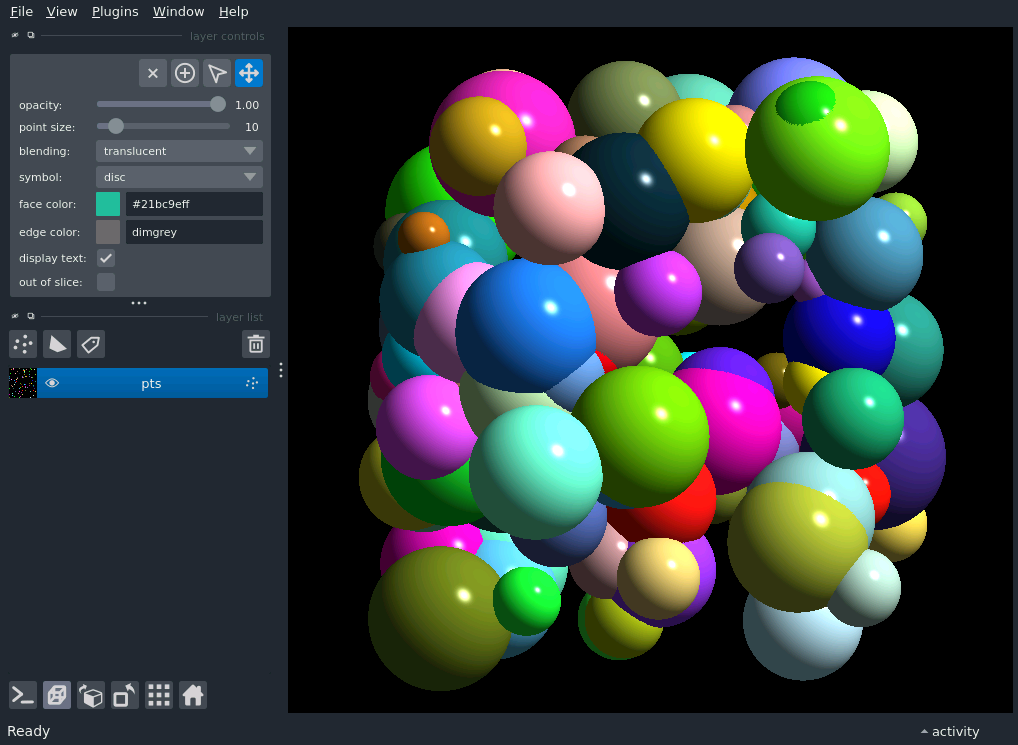 File View Plugins Window Help
layer controls
opacity: 1.00
point size: 10
blending: translucent
symbol: disc
face color: #21bc9eff
edge color: dimgrey
display text:
out of slice:
layer list
pts
Ready activity